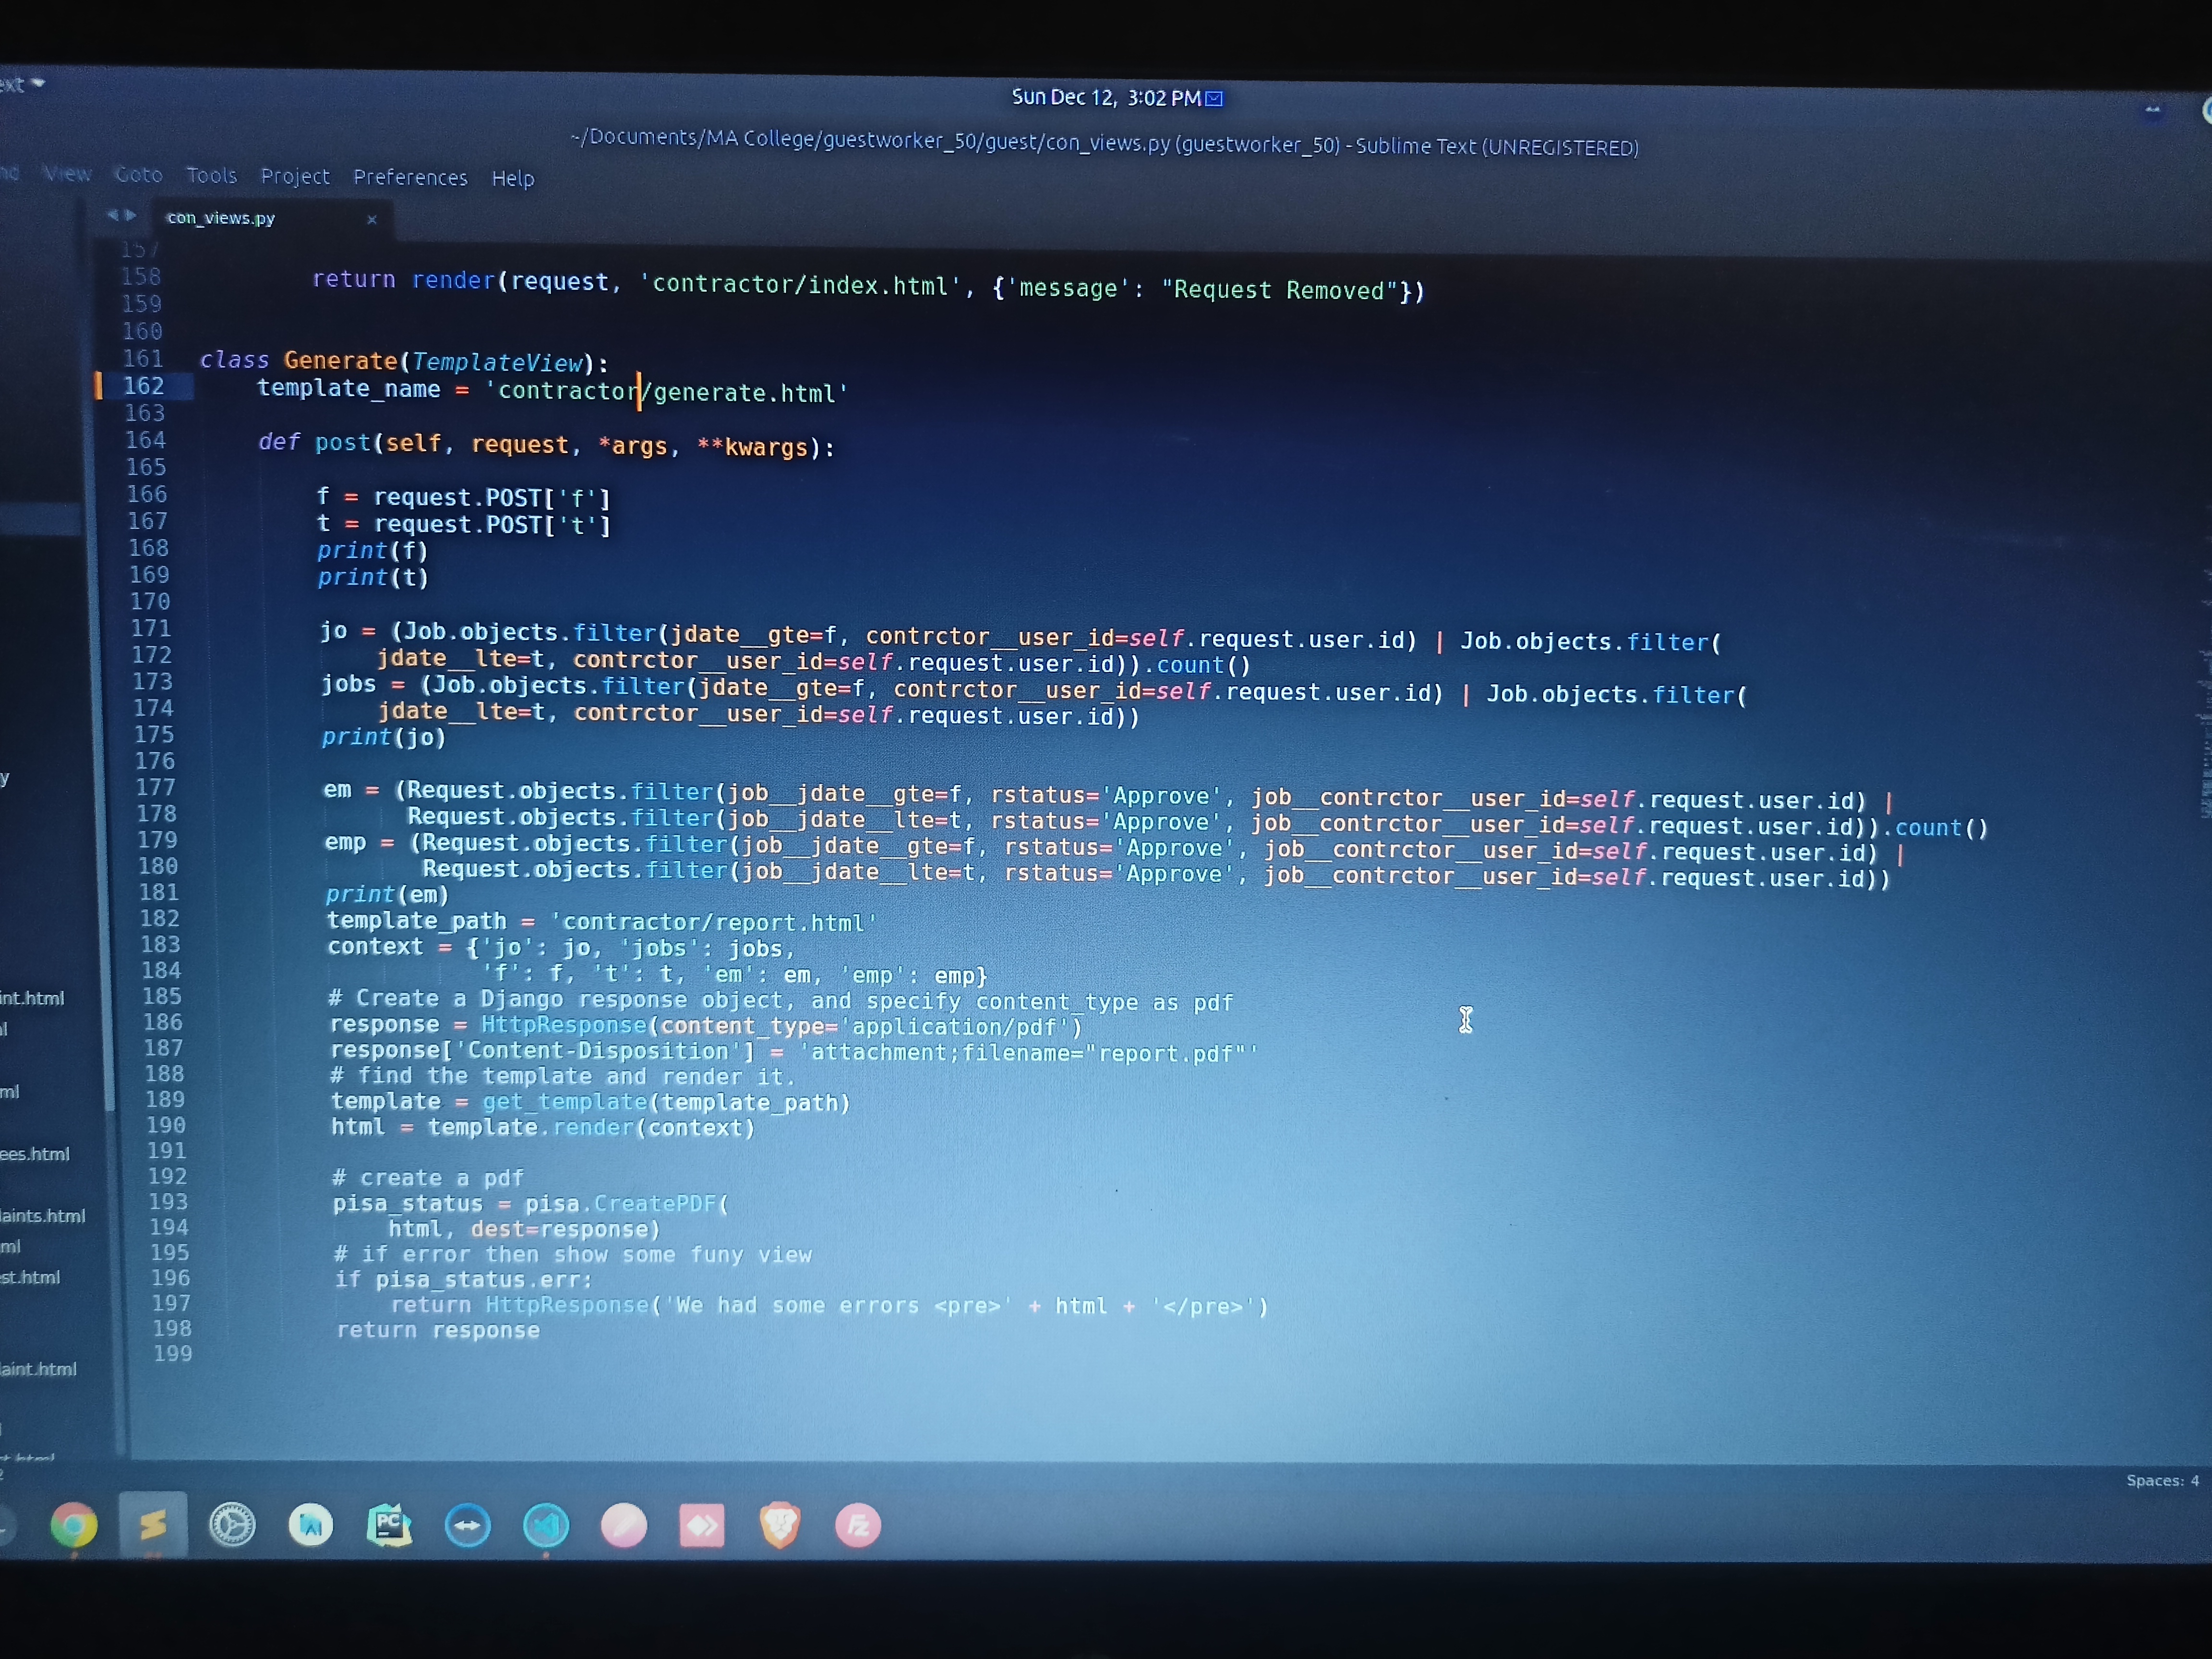 Sun Dec 12, 3:02 PM
~/Documents/MA College/guestworker_50/guest/con_views.py (guestworker_50) - Sublime Text (UNREGISTERED)
View Goto Tools Project Preferences Help
con_views.py ×
157
158 return render(request, 'contractor/index.html', {'message': "Request Removed"})
159
160
161 class Generate(TemplateView):
162 template_name = 'contractor/generate.html'
163
164 def post(self, request, *args, **kwargs):
165
166 f = request.POST['f']
167 t = request.POST['t']
168 print(f)
169 print(t)
170
171 jo = (Job.objects.filter(jdate__gte=f, contrctor__user_id=self.request.user.id) | Job.objects.filter(
172 jdate__lte=t, contrctor__user_id=self.request.user.id)).count()
173 jobs = (Job.objects.filter(jdate__gte=f, contrctor__user_id=self.request.user.id) | Job.objects.filter(
174 jdate__lte=t, contrctor__user_id=self.request.user.id))
175 print(jo)
176
177 em = (Request.objects.filter(job__jdate__gte=f, rstatus='Approve', job__contrctor__user_id=self.request.user.id) |
178 Request.objects.filter(job__jdate__lte=t, rstatus='Approve', job__contrctor__user_id=self.request.user.id)).count()
179 emp = (Request.objects.filter(job__jdate__gte=f, rstatus='Approve', job__contrctor__user_id=self.request.user.id) |
180 Request.objects.filter(job__jdate__lte=t, rstatus='Approve', job__contrctor__user_id=self.request.user.id))
181 print(em)
182 template_path = 'contractor/report.html'
183 context = {'jo': jo, 'jobs': jobs,
184 'f': f, 't': t, 'em': em, 'emp': emp}
185 # Create a Django response object, and specify content_type as pdf
186 response = HttpResponse(content_type='application/pdf')
187 response['Content-Disposition'] = 'attachment;filename="report.pdf"'
188 # find the template and render it.
189 template = get_template(template_path)
190 html = template.render(context)
191
192 # create a pdf
193 pisa_status = pisa.CreatePDF(
194 html, dest=response)
195 # if error then show some funy view
196 if pisa_status.err:
197 return HttpResponse('We had some errors <pre>' + html + '</pre>')
198 return response
199
int.html
ml
ees.html
aints.html
ml
st.html
aint.html
Spaces: 4
PC
Fz